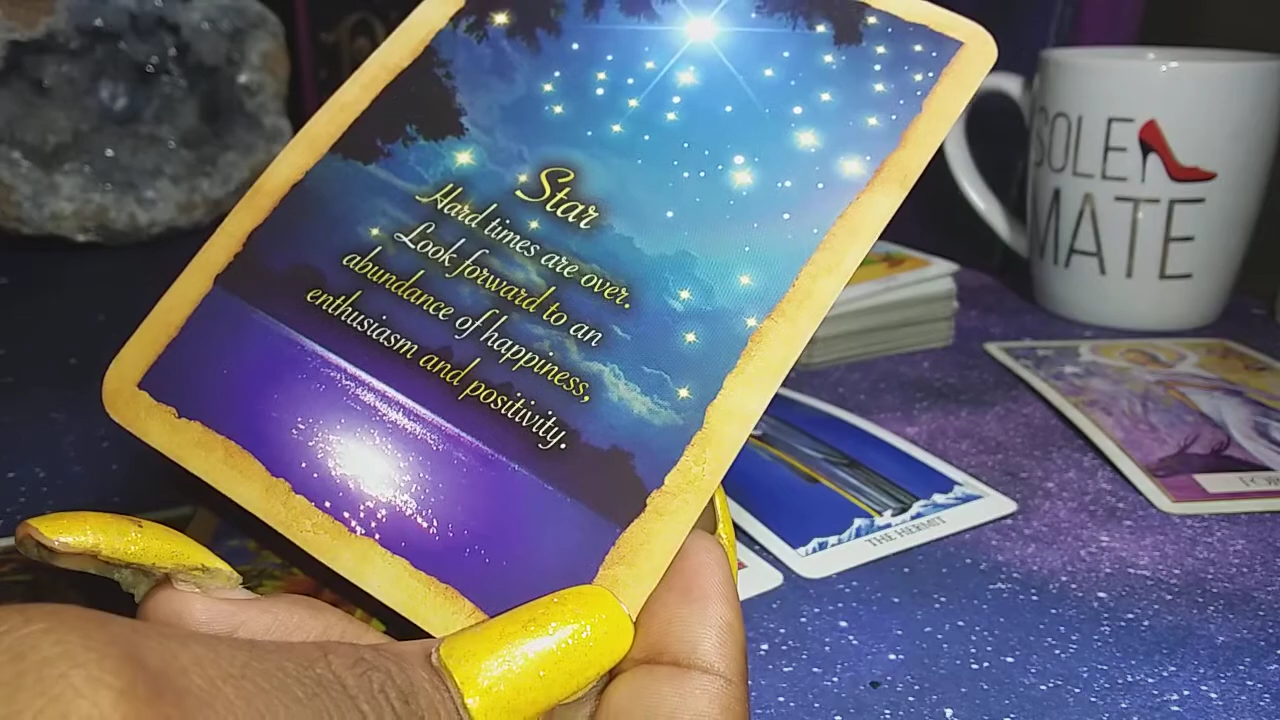 Star
Hard times are over.
Look forward to an
abundance of happiness,
enthusiasm and positivity.
SOLE
MATE
THE HERMIT